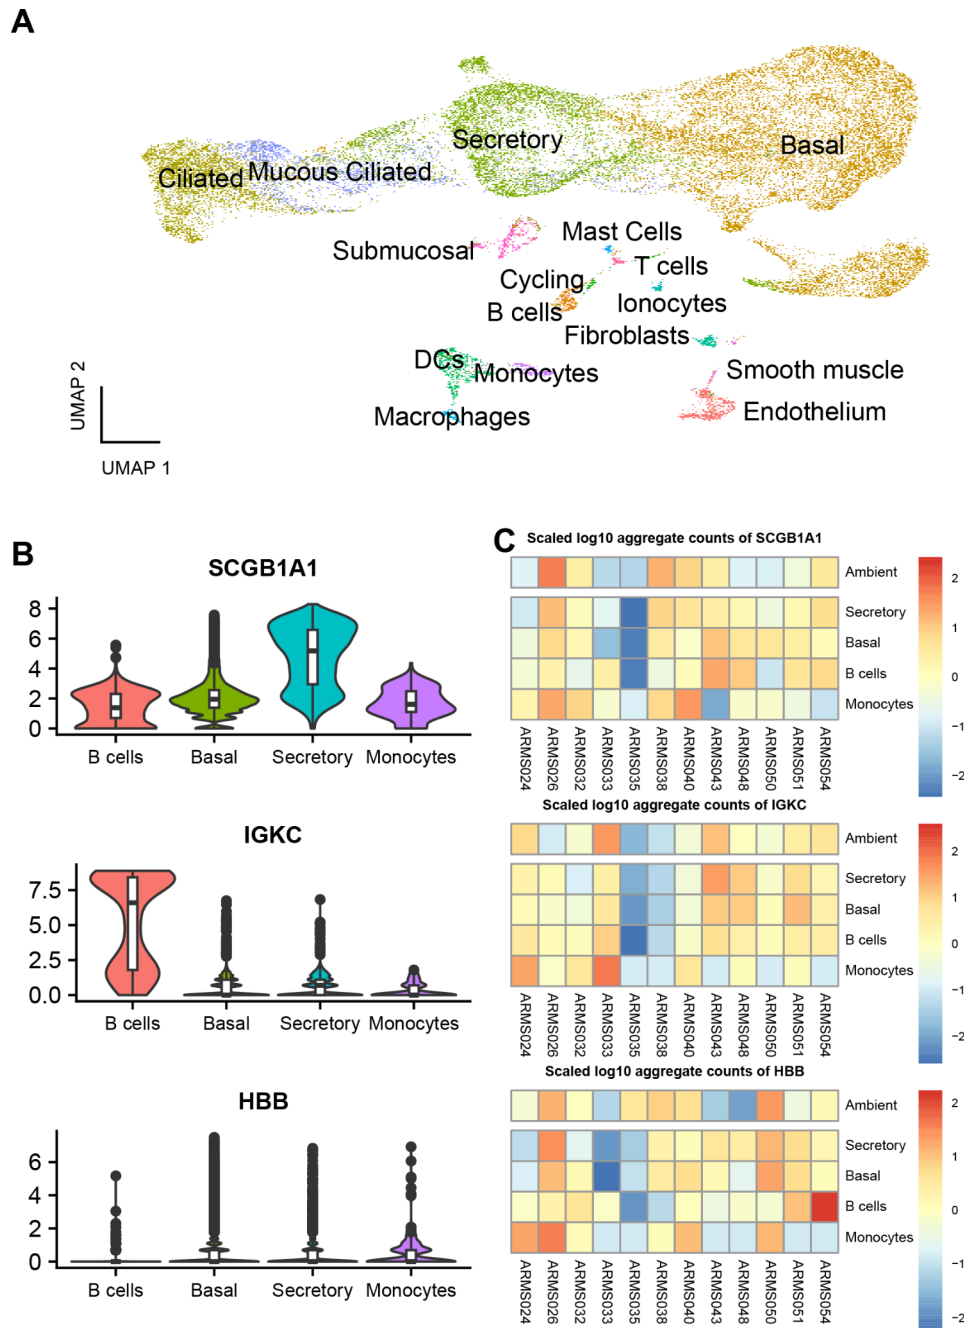 A
Secretory
Basal
Ciliated
Mucous Ciliated
Submucosal
Mast Cells
T cells
Cycling
B cells
Ionocytes
Fibroblasts
DCs
Monocytes
Macrophages
Smooth muscle
Endothelium
UMAP 2
UMAP 1
B
SCGB1A1
8
6
4
2
0
B cells Basal Secretory Monocytes
IGKC
7.5
5.0
2.5
0.0
B cells Basal Secretory Monocytes
HBB
6
4
2
0
B cells Basal Secretory Monocytes
C
Scaled log10 aggregate counts of SCGB1A1
Ambient
Secretory
Basal
B cells
Monocytes
2
1
0
−1
−2
ARMS024 ARMS026 ARMS032 ARMS033 ARMS035 ARMS038 ARMS040 ARMS043 ARMS048 ARMS050 ARMS051 ARMS054
Scaled log10 aggregate counts of IGKC
Ambient
Secretory
Basal
B cells
Monocytes
2
1
0
−1
−2
ARMS024 ARMS026 ARMS032 ARMS033 ARMS035 ARMS038 ARMS040 ARMS043 ARMS048 ARMS050 ARMS051 ARMS054
Scaled log10 aggregate counts of HBB
Ambient
Secretory
Basal
B cells
Monocytes
2
1
0
−1
−2
ARMS024 ARMS026 ARMS032 ARMS033 ARMS035 ARMS038 ARMS040 ARMS043 ARMS048 ARMS050 ARMS051 ARMS054